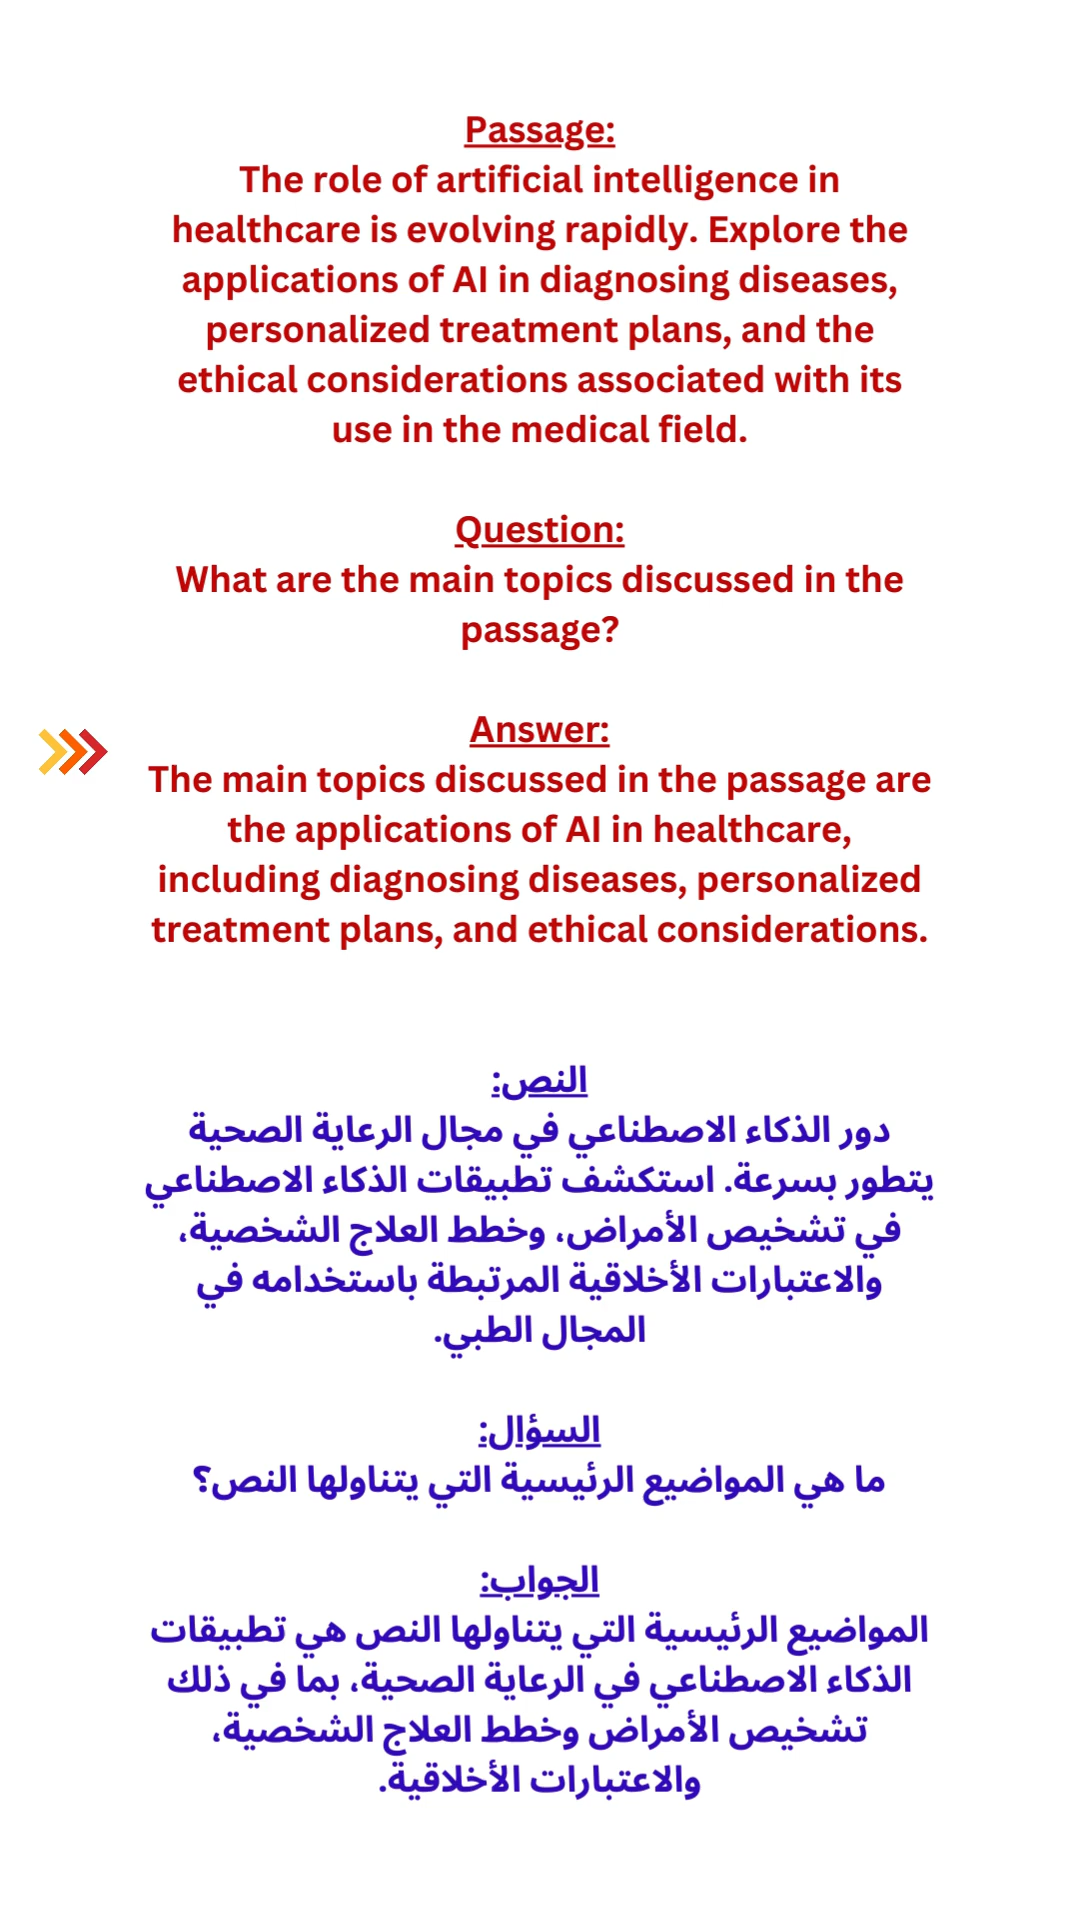 Passage:
The role of artificial intelligence in
healthcare is evolving rapidly. Explore the
applications of AI in diagnosing diseases,
personalized treatment plans, and the
ethical considerations associated with its
use in the medical field.
Question:
What are the main topics discussed in the
passage?
Answer:
The main topics discussed in the passage are
the applications of AI in healthcare,
including diagnosing diseases, personalized
treatment plans, and ethical considerations.
النص:
دور الذكاء الاصطناعي في مجال الرعاية الصحية
يتطور بسرعة. استكشف تطبيقات الذكاء الاصطناعي
في تشخيص الأمراض، وخطط العلاج الشخصية،
والاعتبارات الأخلاقية المرتبطة باستخدامه في
المجال الطبي.
السؤال:
ما هي المواضيع الرئيسية التي يتناولها النص؟
الجواب:
المواضيع الرئيسية التي يتناولها النص هي تطبيقات
الذكاء الاصطناعي في الرعاية الصحية، بما في ذلك
تشخيص الأمراض وخطط العلاج الشخصية،
والاعتبارات الأخلاقية.